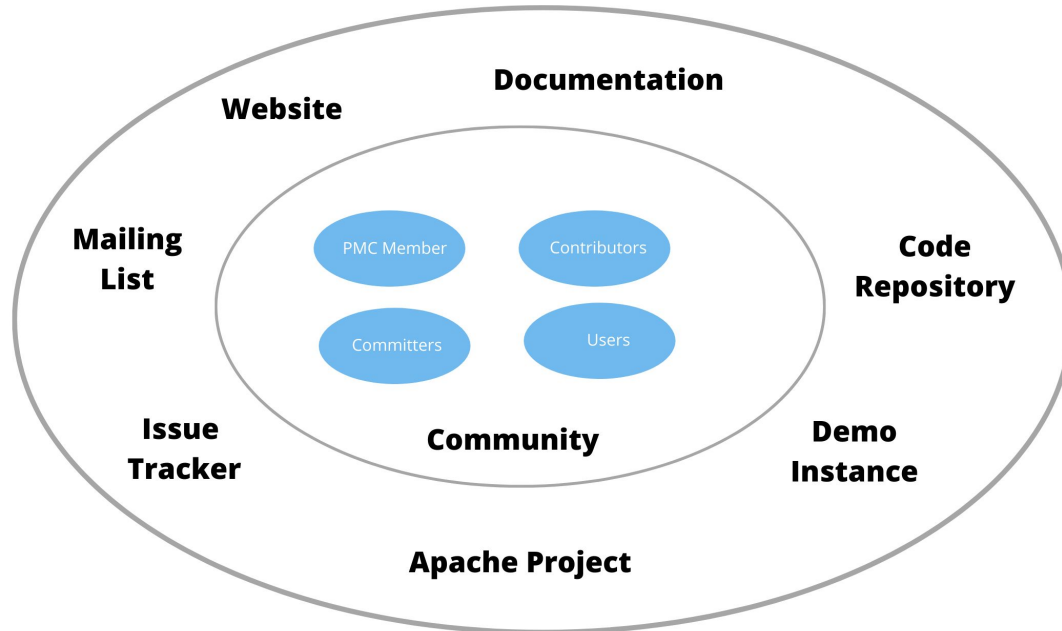 Documentation
Website
Mailing
List
PMC Member
Contributors
Code
Repository
Committers
Users
Issue
Tracker
Community
Demo
Instance
Apache Project